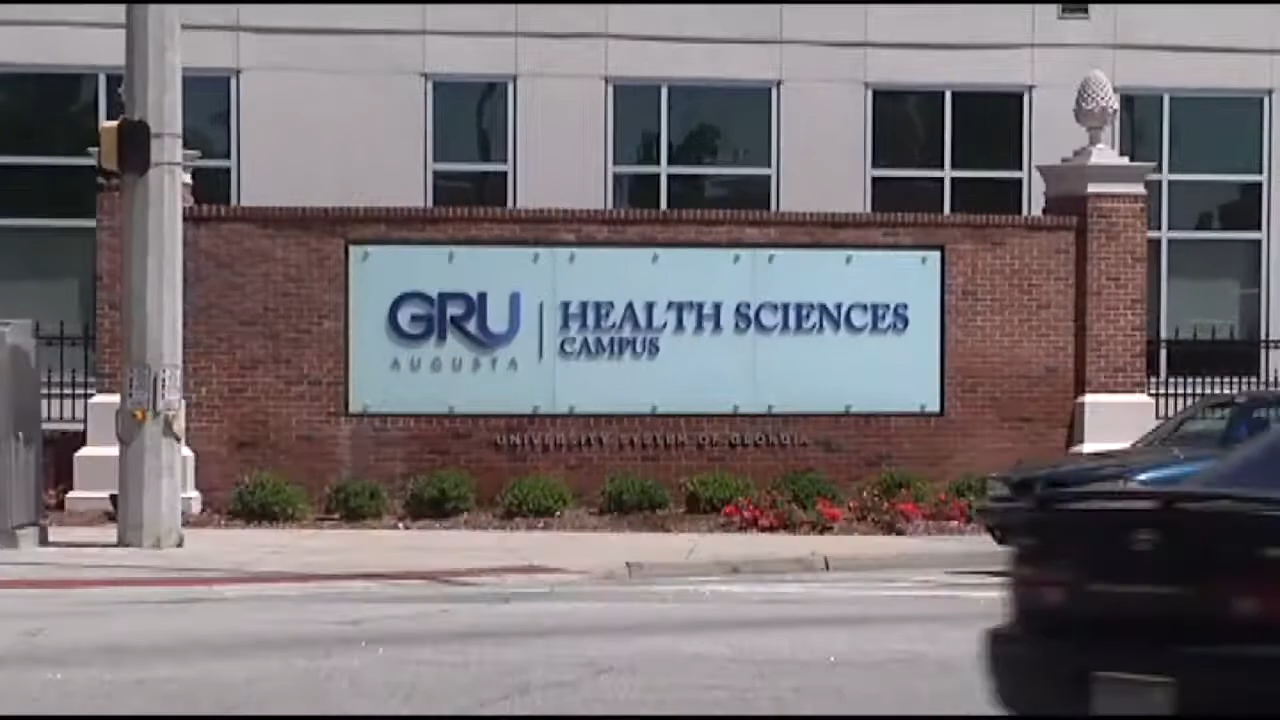 GRU
AUGUSTA
HEALTH SCIENCES
CAMPUS
UNIVERSITY SYSTEM OF GEORGIA